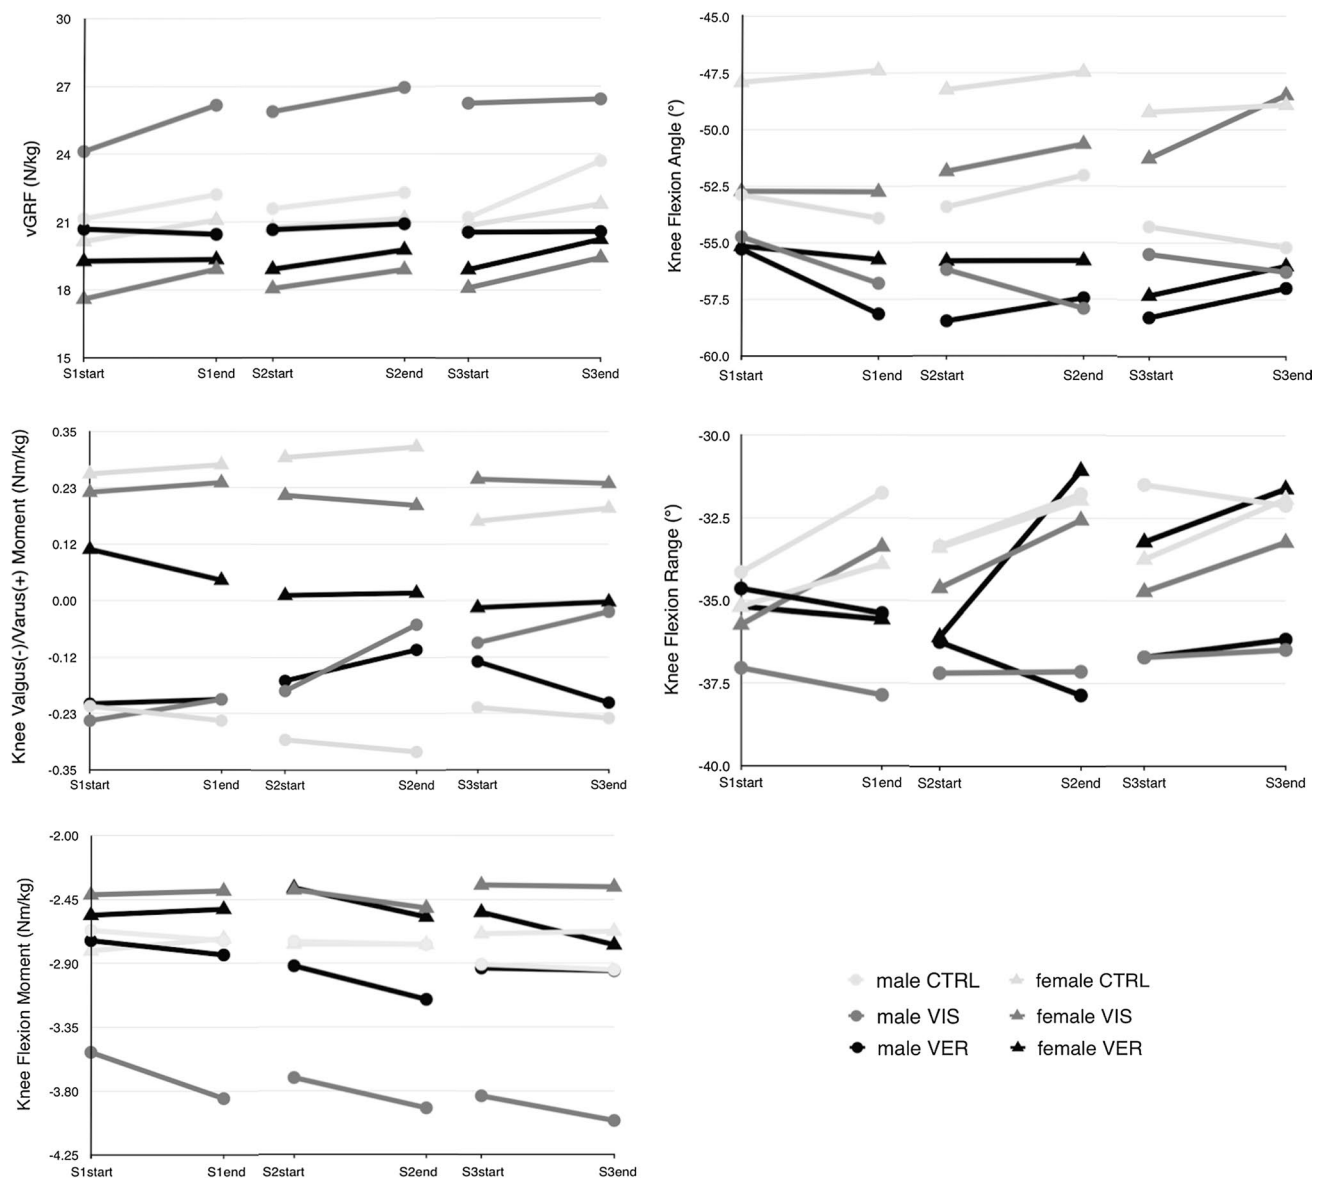 vGRF (N/kg)
30
27
24
21
18
15
S1start S1end S2start S2end S3start S3end
Knee Flexion Angle (°)
-45.0
-47.5
-50.0
-52.5
-55.0
-57.5
-60.0
S1start S1end S2start S2end S3start S3end
Knee Valgus(-)/Varus(+) Moment (Nm/kg)
0.35
0.23
0.12
0.00
-0.12
-0.23
-0.35
S1start S1end S2start S2end S3start S3end
Knee Flexion Range (°)
-30.0
-32.5
-35.0
-37.5
-40.0
S1start S1end S2start S2end S3start S3end
Knee Flexion Moment (Nm/kg)
-2.00
-2.45
-2.90
-3.35
-3.80
-4.25
S1start S1end S2start S2end S3start S3end
male CTRL female CTRL
male VIS female VIS
male VER female VER